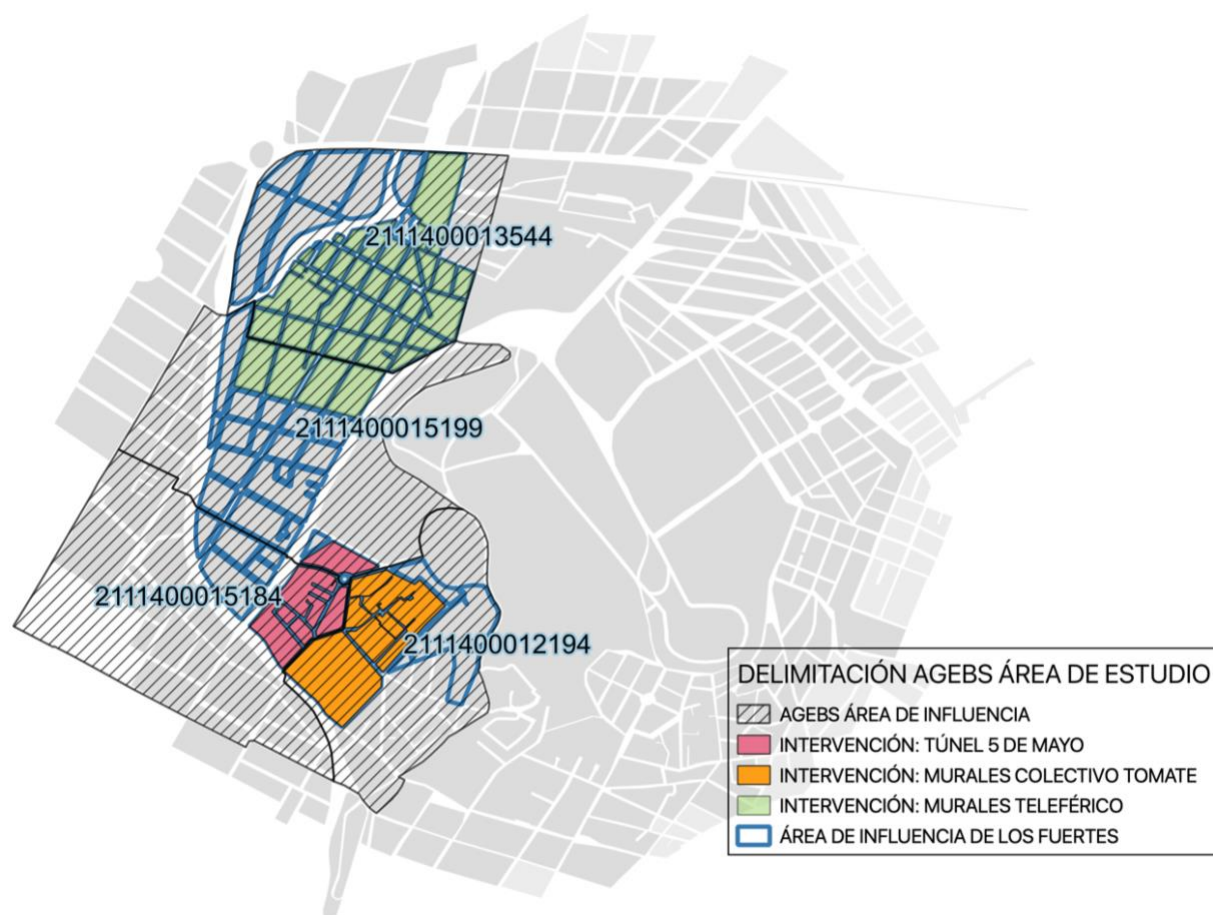 2111400013544
2111400015199
2111400015184
2111400012194
DELIMITACIÓN AGEBS ÁREA DE ESTUDIO
AGEBS ÁREA DE INFLUENCIA
INTERVENCIÓN: TÚNEL 5 DE MAYO
INTERVENCIÓN: MURALES COLECTIVO TOMATE
INTERVENCIÓN: MURALES TELEFÉRICO
ÁREA DE INFLUENCIA DE LOS FUERTES